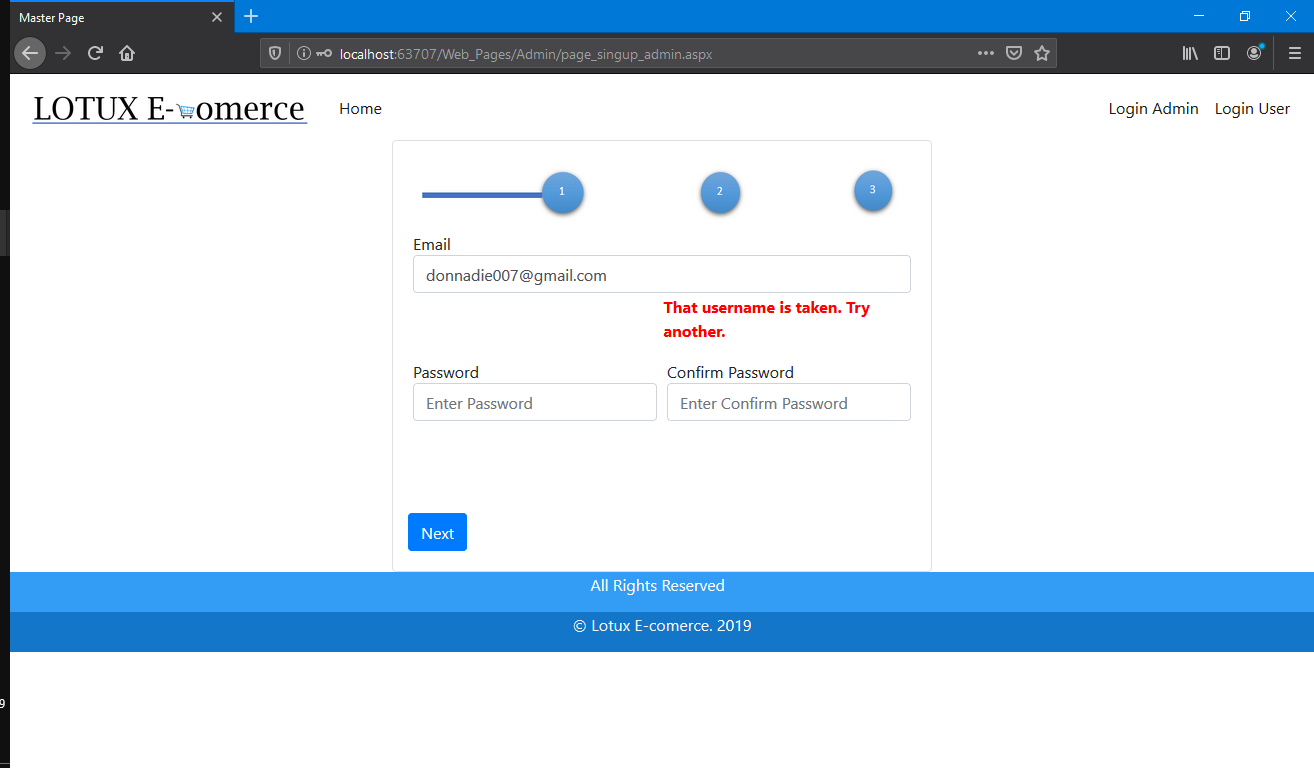 Master Page
localhost:63707/Web_Pages/Admin/page_singup_admin.aspx
LOTUX E-omerce Home Login Admin Login User
1 2 3
Email
donnadie007@gmail.com
That username is taken. Try
another.
Password Confirm Password
Enter Password Enter Confirm Password
Next
All Rights Reserved
© Lotux E-comerce. 2019
9